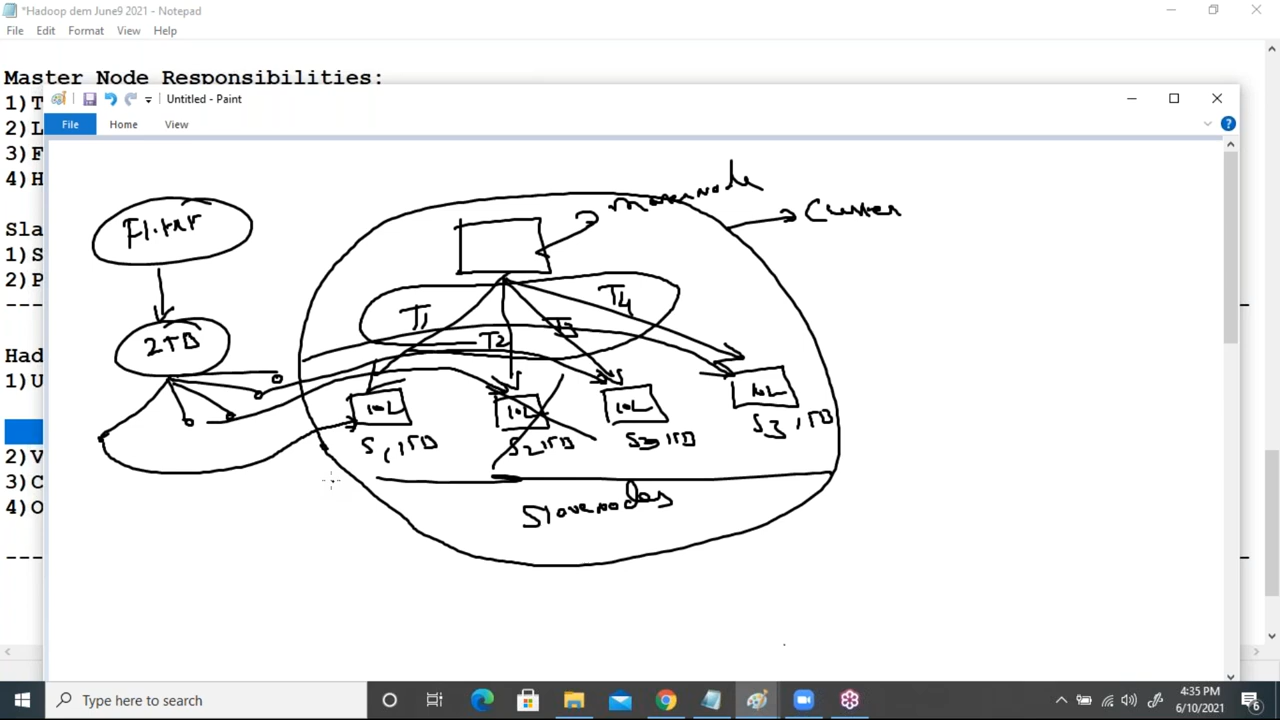 *Hadoop dem June9 2021 - Notepad
File Edit Format View Help
Master Node Responsibilities:
1)T
2)L
3)F
4)H
Sla
1)S
2)P
Had
1)U
2)V
3)C
4)O
Untitled - Paint
File Home View
Cluster
2TB
T1
T2
T3
T4
10L
10L
10L
10L
S1, 1TB
S2, 1TB
S3, 1TB
S3, 1TB
Slavenodes
Type here to search
4:35 PM
6/10/2021
6